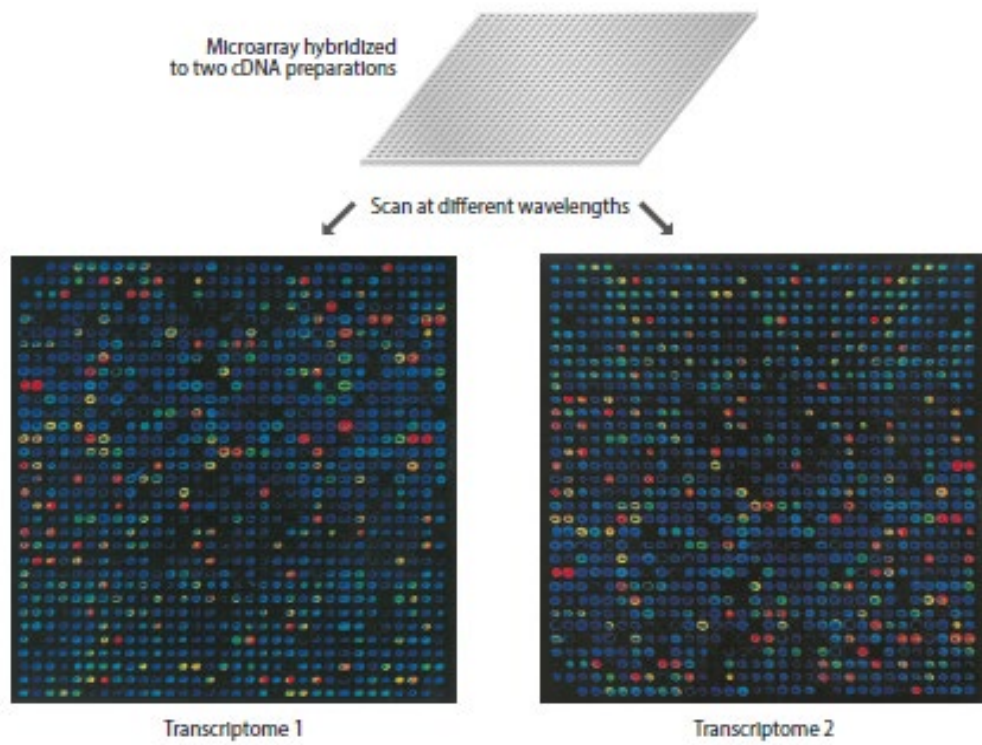 Microarray hybridized
to two cDNA preparations
Scan at different wavelengths
Transcriptome 1
Transcriptome 2